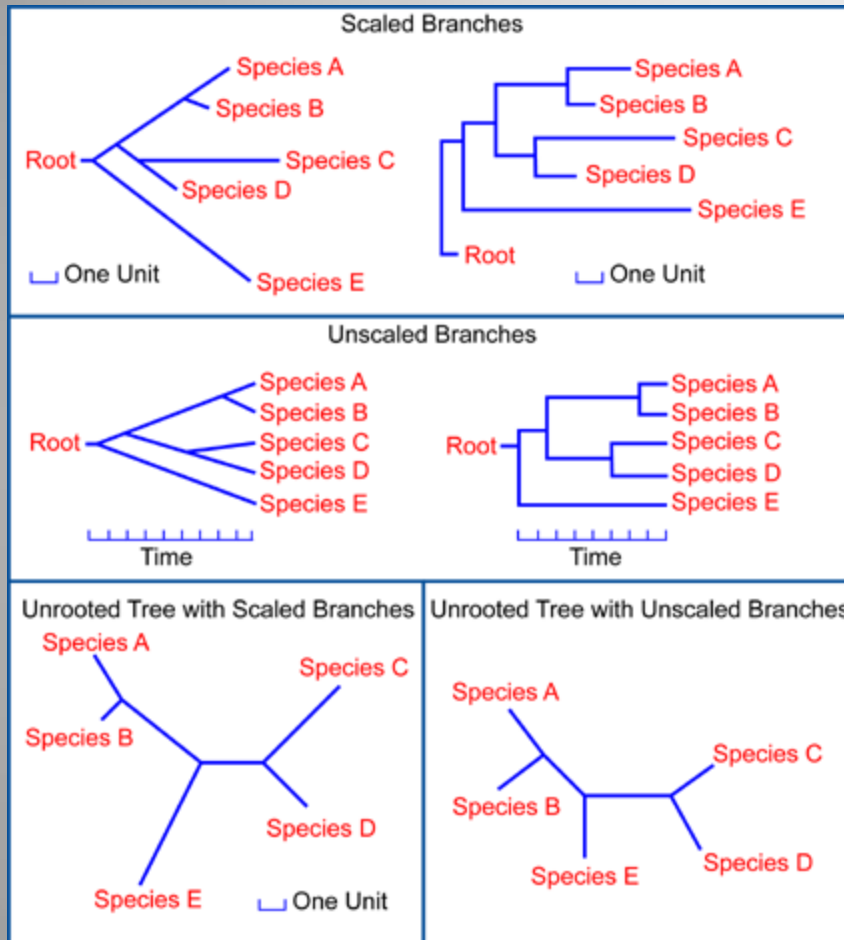 Scaled Branches
Species A
Species B
Root
Species C
Species D
Species E
One Unit
Species A
Species B
Species C
Species D
Species E
Root
One Unit
Unscaled Branches
Species A
Species B
Root
Species C
Species D
Species E
Time
Species A
Species B
Root
Species C
Species D
Species E
Time
Unrooted Tree with Scaled Branches
Species A
Species C
Species B
Species D
Species E
One Unit
Unrooted Tree with Unscaled Branches
Species A
Species C
Species B
Species D
Species E